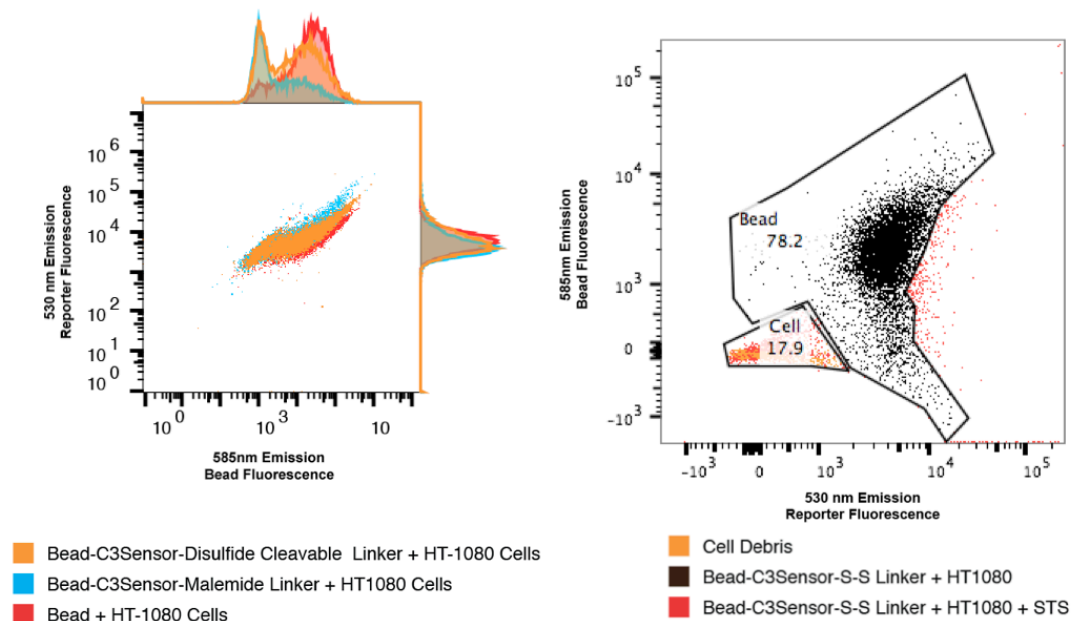 10 6
10 5
10 4
10 2
10 1
10 0
530 nm Emission
Reporter Fluorescence
10 0
10 3
10
585nm Emission
Bead Fluorescence
Bead-C3Sensor-Disulfide Cleavable Linker + HT-1080 Cells
Bead-C3Sensor-Malemide Linker + HT1080 Cells
Bead + HT-1080 Cells
10 5
10 4
10 3
0
-10 3
585nm Emission
Bead Fluorescence
Bead
78.2
Cell
17.9
-10 3
0
10 3
10 4
10 5
530 nm Emission
Reporter Fluorescence
Cell Debris
Bead-C3Sensor-S-S Linker + HT1080
Bead-C3Sensor-S-S Linker + HT1080 + STS